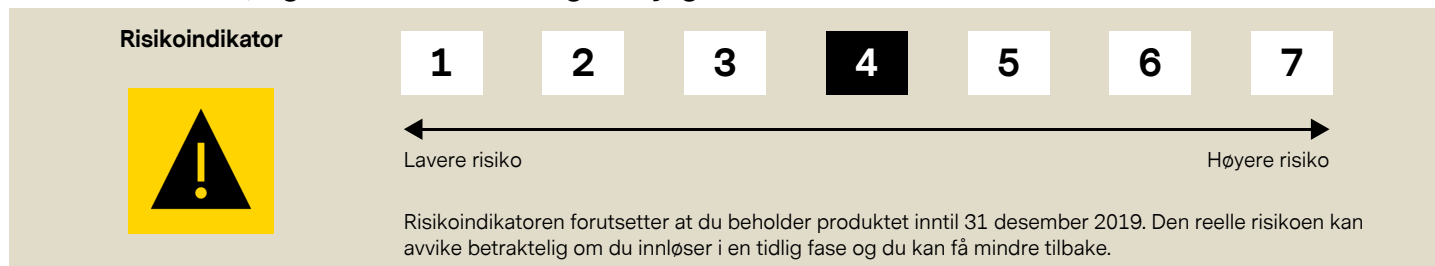 Risikoindikator
1 2 3 4 5 6 7
Lavere risiko Høyere risiko
Risikoindikatoren forutsetter at du beholder produktet inntil 31 desember 2019. Den reelle risikoen kan
avvike betraktelig om du innløser i en tidlig fase og du kan få mindre tilbake.